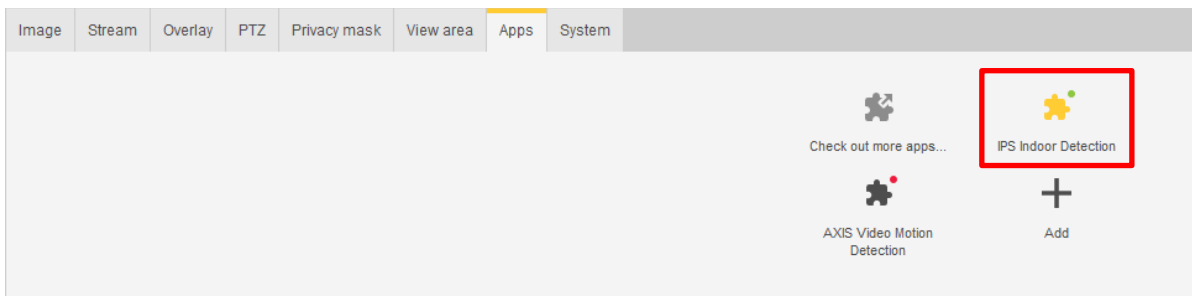 Image Stream Overlay PTZ Privacy mask View area Apps System
Check out more apps... IPS Indoor Detection
AXIS Video Motion
Detection
Add